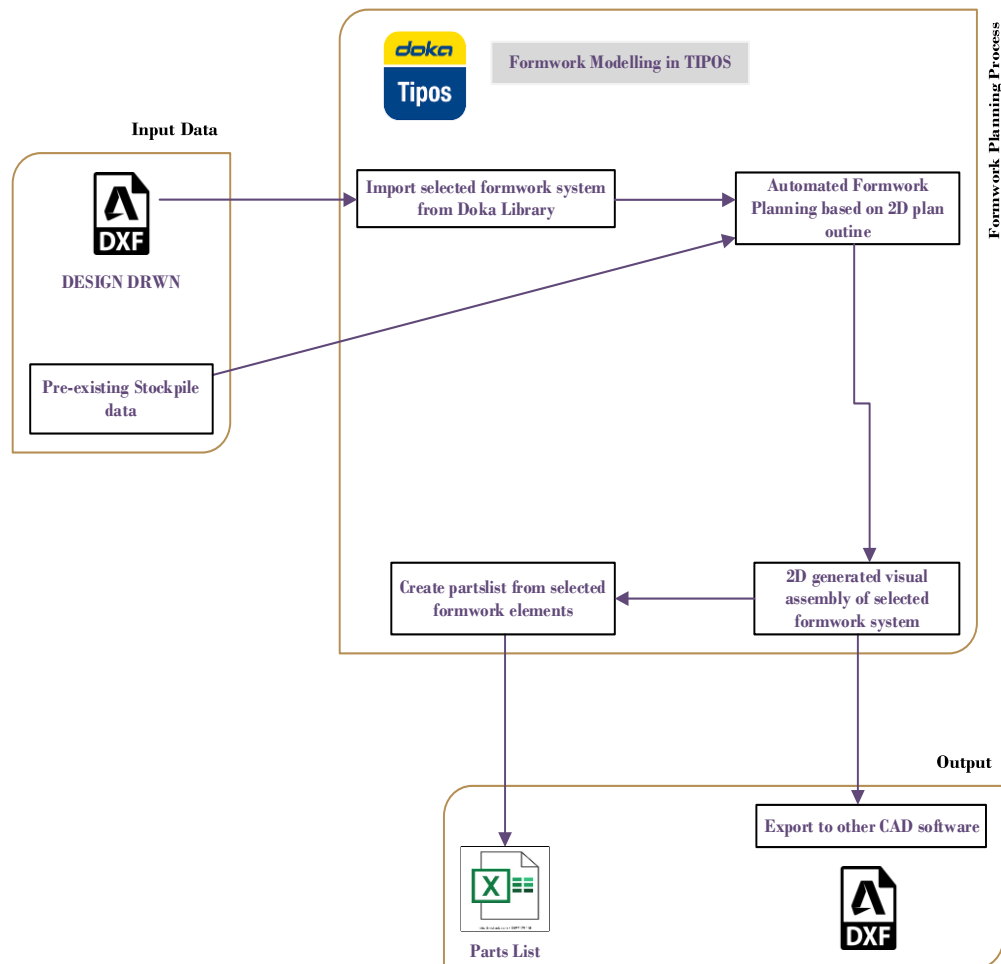 Formwork Planning Process
doka
Tipos
Formwork Modelling in TIPOS
Input Data
DXF
DESIGN DRWN
Import selected formwork system
from Doka Library
Automated Formwork
Planning based on 2D plan
outine
Pre-existing Stockpile
data
Create partslist from selected
formwork elements
2D generated visual
assembly of selected
formwork system
Output
Export to other CAD software
X
Parts List
DXF